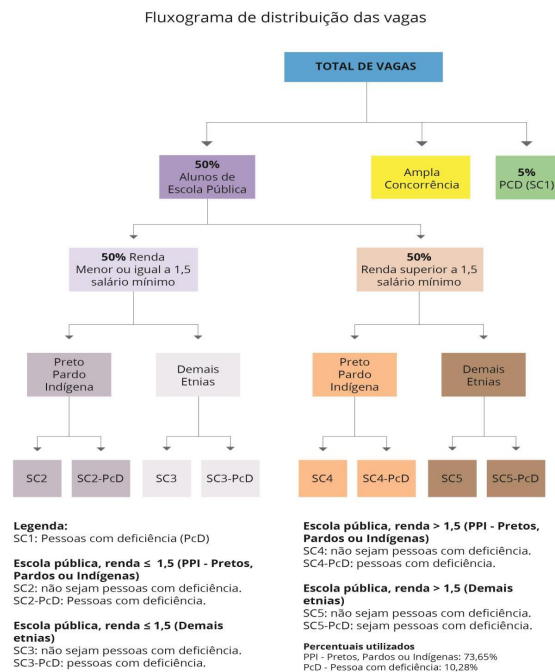 Fluxograma de distribuição das vagas
TOTAL DE VAGAS
50%
Alunos de
Escola Pública
Ampla
Concorrência
5%
PCD (SC1)
50% Renda
Menor ou igual a 1,5
salário mínimo
50%
Renda superior a 1,5
salário mínimo
Preto
Pardo
Indígena
Demais
Etnias
Preto
Pardo
Indígena
Demais
Etnias
SC2
SC2-PcD
SC3
SC3-PcD
SC4
SC4-PcD
SC5
SC5-PcD
Legenda:
SC1: Pessoas com deficiência (PcD)
Escola pública, renda ≤ 1,5 (PPI - Pretos,
Pardos ou Indígenas)
SC2: não sejam pessoas com deficiência.
SC2-PcD: Pessoas com deficiência.
Escola pública, renda ≤ 1,5 (Demais
etnias)
SC3: não sejam pessoas com deficiência.
SC3-PcD: pessoas com deficiência.
Escola pública, renda > 1,5 (PPI - Pretos,
Pardos ou Indígenas)
SC4: não sejam pessoas com deficiência.
SC4-PcD: pessoas com deficiência.
Escola pública, renda > 1,5 (Demais
etnias)
SC5: não sejam pessoas com deficiência.
SC5-PcD: sejam pessoas com deficiência.
Percentuais utilizados
PPI - Pretos, Pardos ou Indígenas: 73,65%
PcD - Pessoa com deficiência: 10,28%